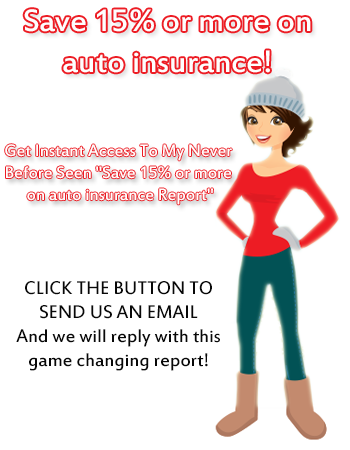 Save 15% or more on
auto insurance!
Get Instant Access To My Never
Before Seen "Save 15% or more
on auto insurance Report"
CLICK THE BUTTON TO
SEND US AN EMAIL
And we will reply with this
game changing report!